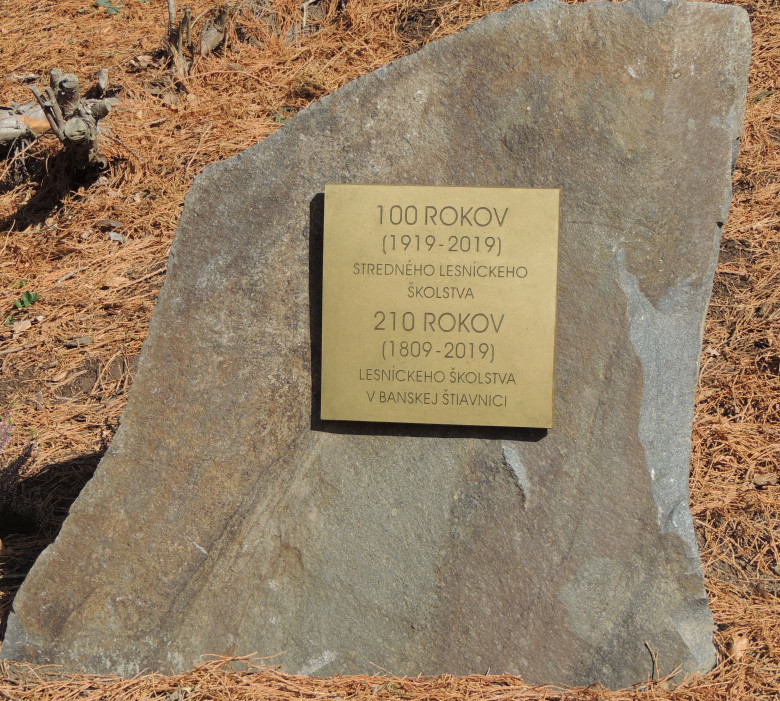 100 ROKOV
(1919-2019)
STREDNÉHO LESNÍCKEHO
ŠKOLSTVA
210 ROKOV
(1809-2019)
LESNÍCKEHO ŠKOLSTVA
V BANSKEJ ŠTIAVNICI